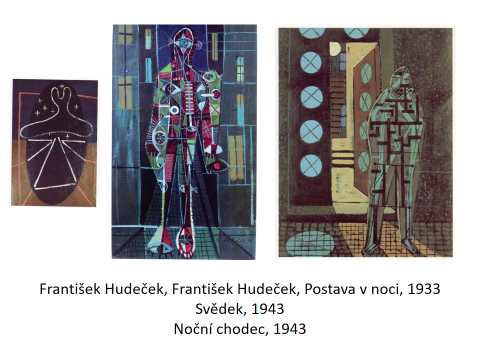 František Hudeček, František Hudeček, Postava v noci, 1933
Svědek, 1943
Noční chodec, 1943